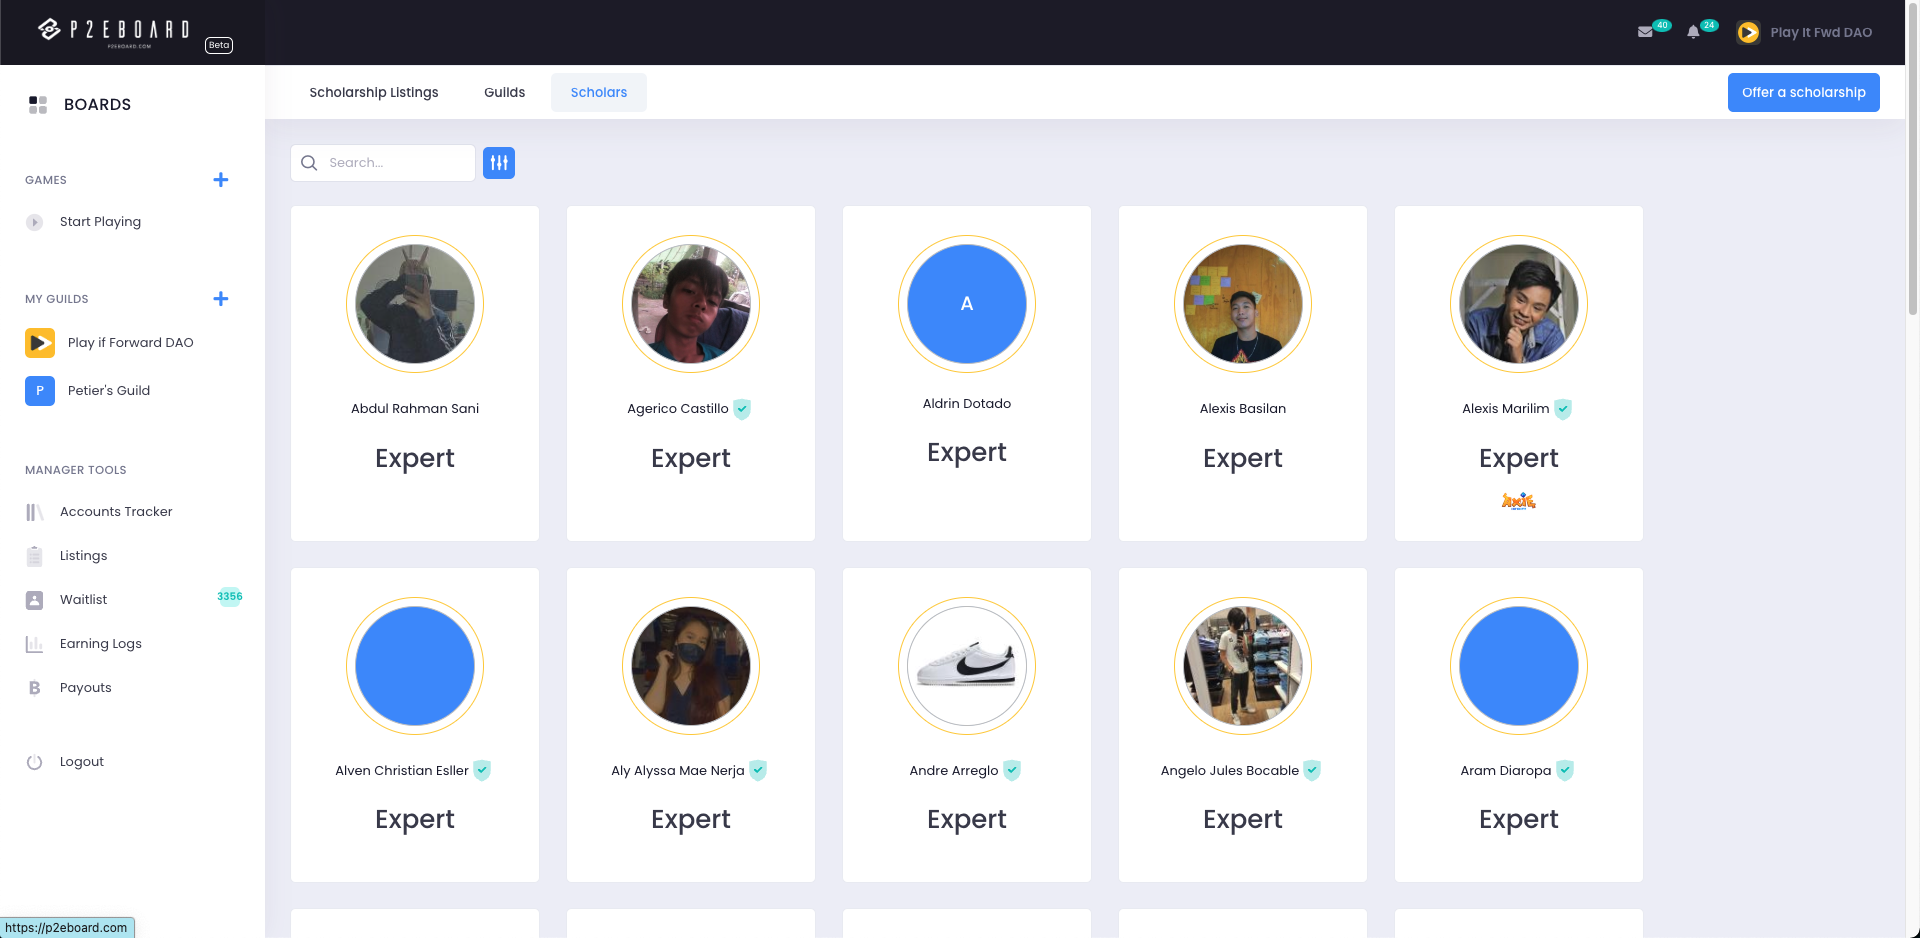 P2EBOARD
P2EBOARD.COM
Beta
40
24
Play It Fwd DAO
BOARDS
Scholarship Listings
Guilds
Scholars
Offer a scholarship
Search...
GAMES
Start Playing
MY GUILDS
Play if Forward DAO
P
Petier's Guild
MANAGER TOOLS
Accounts Tracker
Listings
Waitlist
3356
Earning Logs
Payouts
Logout
Abdul Rahman Sani
Expert
Agerico Castillo
Expert
A
Aldrin Dotado
Expert
Alexis Basilan
Expert
Alexis Marilim
Expert
AXIE
Alven Christian Esller
Expert
Aly Alyssa Mae Nerja
Expert
Andre Arreglo
Expert
Angelo Jules Bocable
Expert
Aram Diaropa
Expert
https://p2eboard.com